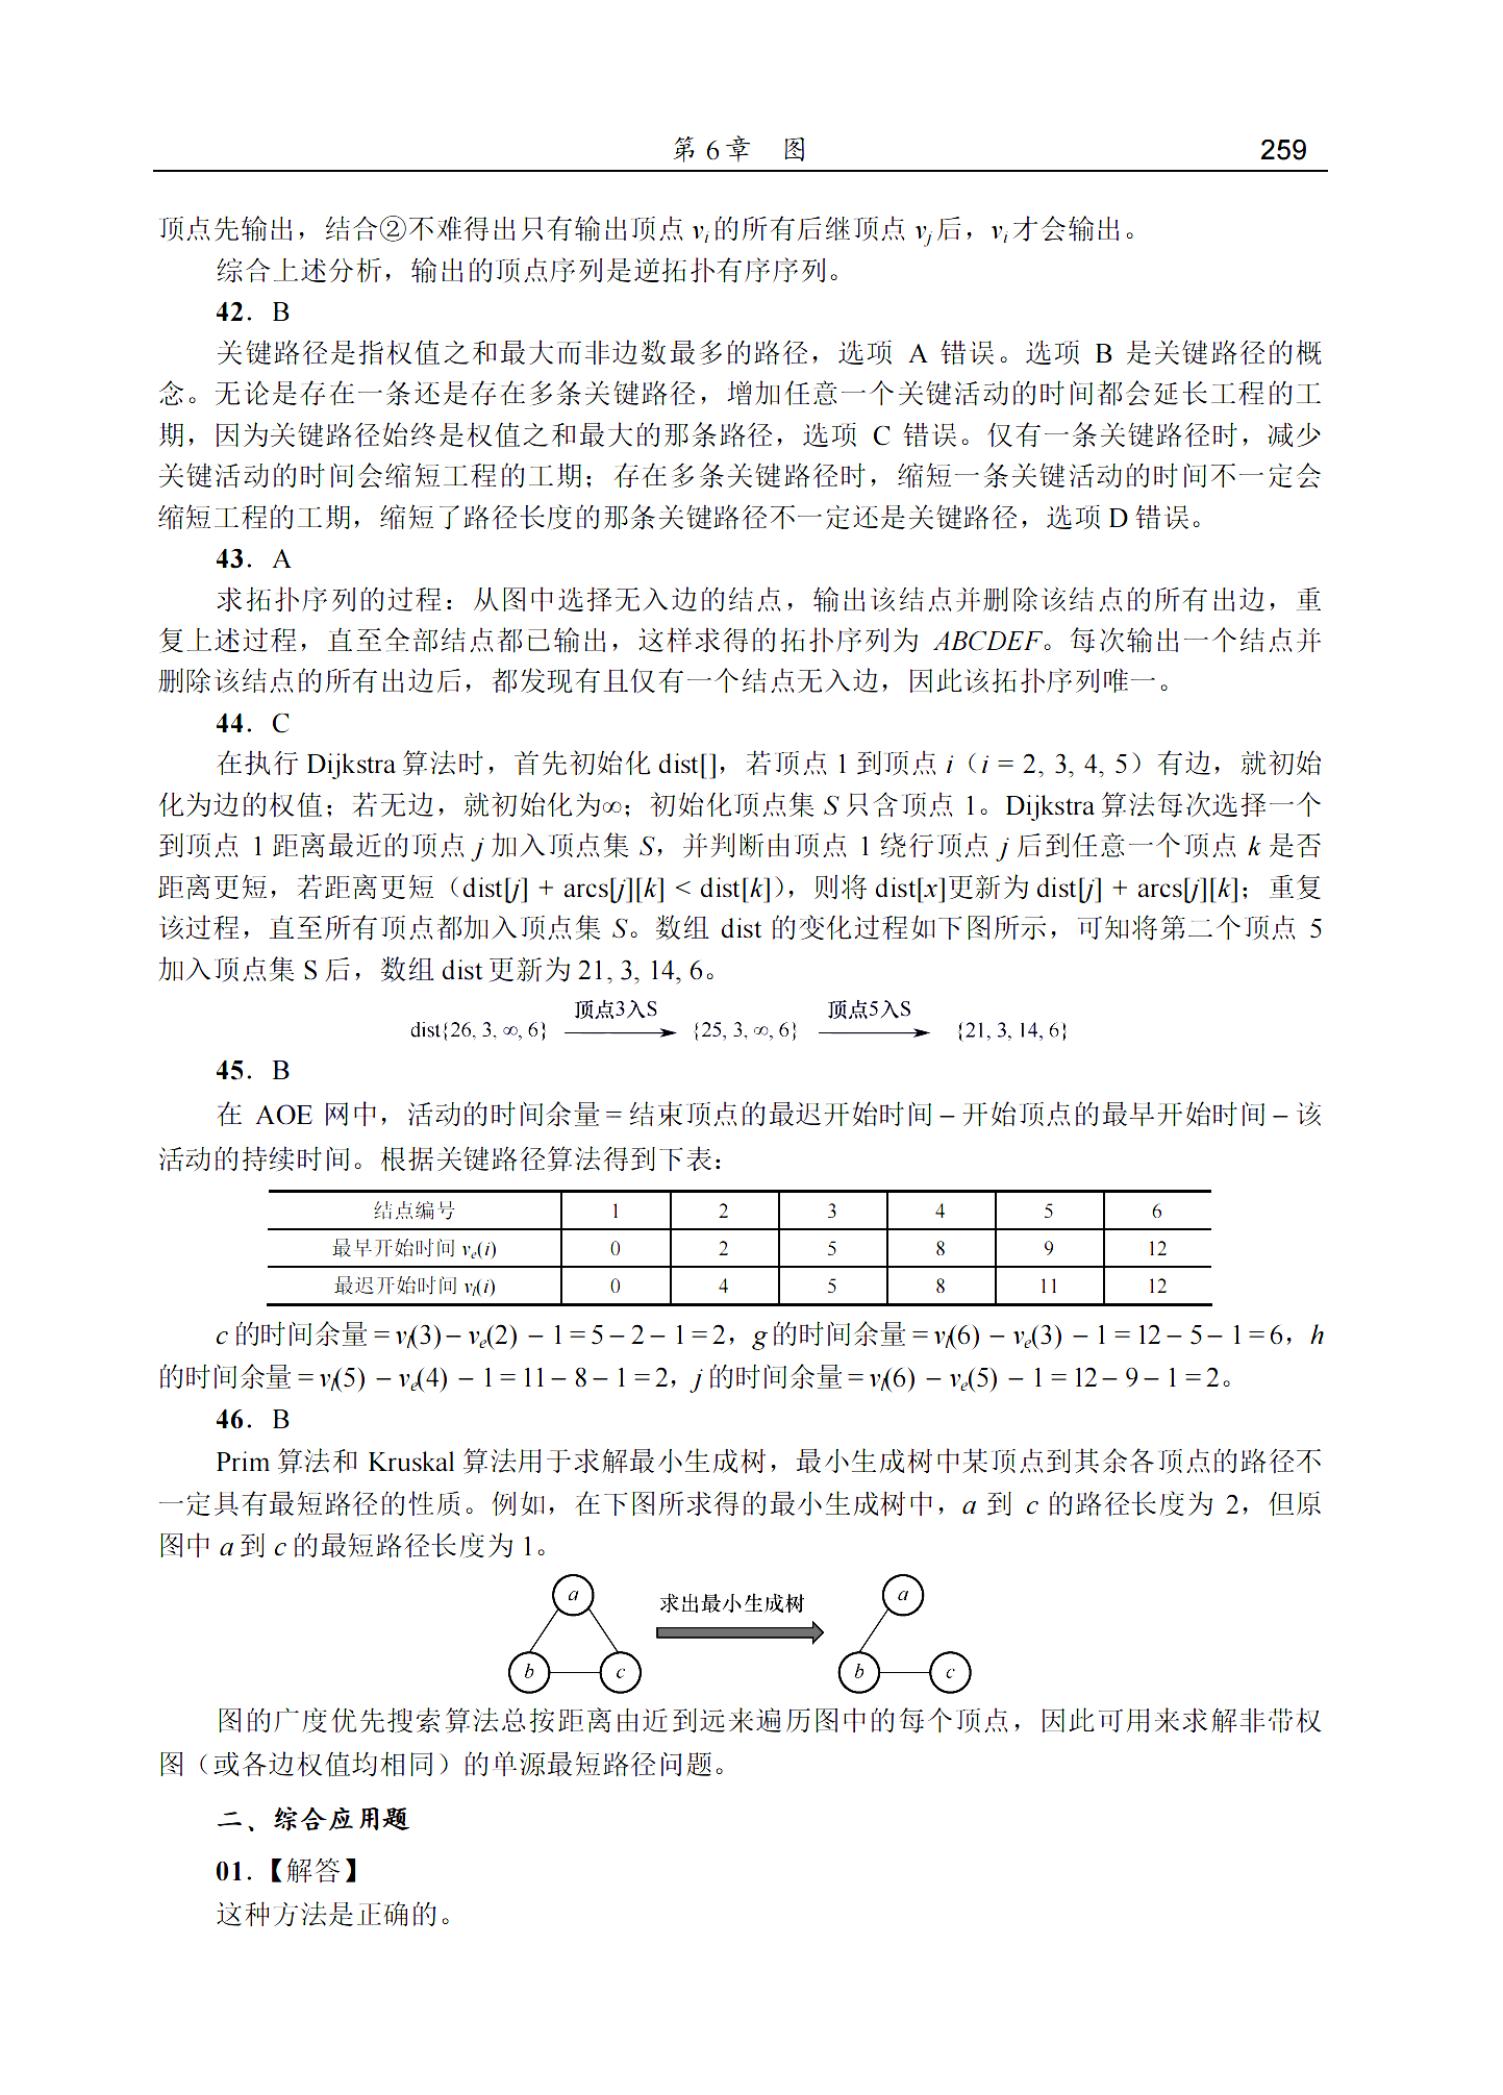 第 6 章 图 259
顶点先输出，结合②不难得出只有输出顶点 vi的所有后继顶点 vj后，vi才会输出。
综合上述分析，输出的顶点序列是逆拓扑有序序列。
42. B
关键路径是指权值之和最大而非边数最多的路径，选项 A 错误。选项 B 是关键路径的概
念。无论是存在一条还是存在多条关键路径，增加任意一个关键活动的时间都会延长工程的工
期，因为关键路径始终是权值之和最大的那条路径，选项 C 错误。仅有一条关键路径时，减少
关键活动的时间会缩短工程的工期；存在多条关键路径时，缩短一条关键活动的时间不一定会
缩短工程的工期，缩短了路径长度的那条关键路径不一定还是关键路径，选项 D 错误。
43. A
求拓扑序列的过程：从图中选择无入边的结点，输出该结点并删除该结点的所有出边，重
复上述过程，直至全部结点都已输出，这样求得的拓扑序列为 ABCDEF。每次输出一个结点并
删除该结点的所有出边后，都发现有且仅有一个结点无入边，因此该拓扑序列唯一。
44. C
在执行 Dijkstra 算法时，首先初始化 dist[]，若顶点 1 到顶点 i（i = 2, 3, 4, 5）有边，就初始
化为边的权值；若无边，就初始化为∞；初始化顶点集 S 只含顶点 1。Dijkstra 算法每次选择一个
到顶点 1 距离最近的顶点 j 加入顶点集 S，并判断由顶点 1 绕行顶点 j 后到任意一个顶点 k 是否
距离更短，若距离更短（dist[j] + arcs[j][k] < dist[k]），则将 dist[x]更新为 dist[j] + arcs[j][k]；重复
该过程，直至所有顶点都加入顶点集 S。数组 dist 的变化过程如下图所示，可知将第二个顶点 5
加入顶点集 S 后，数组 dist 更新为 21, 3, 14, 6。
顶点3入S 顶点5入S
dist{26, 3, ∞, 6} {25, 3, ∞, 6} {21, 3, 14, 6}
45. B
在 AOE 网中，活动的时间余量 = 结束顶点的最迟开始时间 – 开始顶点的最早开始时间 – 该
活动的持续时间。根据关键路径算法得到下表：
结点编号 1 2 3 4 5 6
最早开始时间 ve(i) 0 2 5 8 9 12
最迟开始时间 vl(i) 0 4 5 8 11 12
c 的时间余量 = vl(3) – ve(2) – 1 = 5 – 2 – 1 = 2，g 的时间余量 = vl(6) – ve(3) – 1 = 12 – 5 – 1 = 6，h
的时间余量 = vl(5) – ve(4) – 1 = 11 – 8 – 1 = 2，j 的时间余量 = vl(6) – ve(5) – 1 = 12 – 9 – 1 = 2。
46. B
Prim 算法和 Kruskal 算法用于求解最小生成树，最小生成树中某顶点到其余各顶点的路径不
一定具有最短路径的性质。例如，在下图所求得的最小生成树中，a 到 c 的路径长度为 2，但原
图中 a 到 c 的最短路径长度为 1。
a 求出最小生成树 a
b c b c
图的广度优先搜索算法总按距离由近到远来遍历图中的每个顶点，因此可用来求解非带权
图（或各边权值均相同）的单源最短路径问题。
二、综合应用题
01.【解答】
这种方法是正确的。